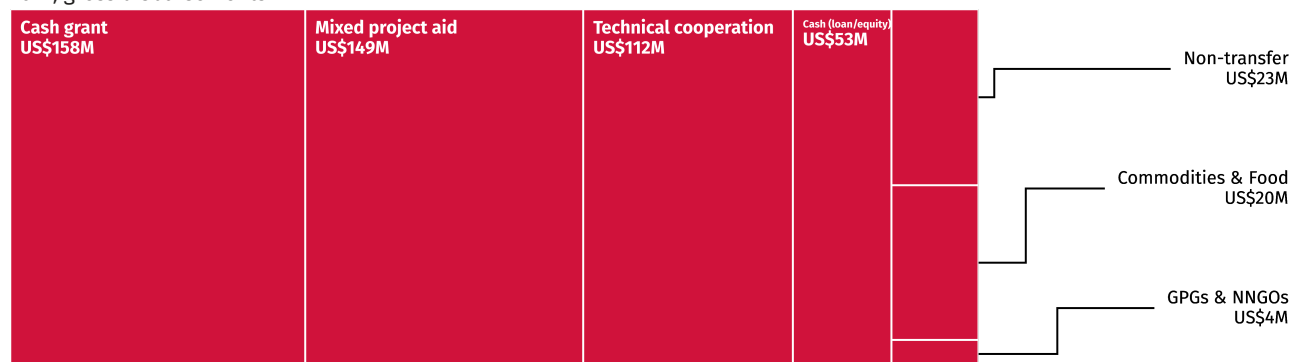 Cash grant
US$158M
Mixed project aid
US$149M
Technical cooperation
US$112M
Cash (loan/equity)
US$53M
Non-transfer
US$23M
Commodities & Food
US$20M
GPGs & NNGOs
US$4M